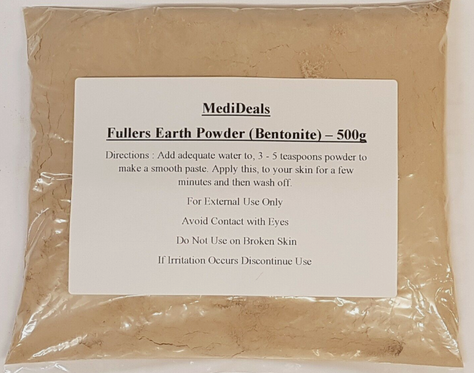 MediDeals
Fullers Earth Powder (Bentonite) – 500g
Directions : Add adequate water to, 3 - 5 teaspoons powder to
make a smooth paste. Apply this, to your skin for a few
minutes and then wash off.
For External Use Only
Avoid Contact with Eyes
Do Not Use on Broken Skin
If Irritation Occurs Discontinue Use